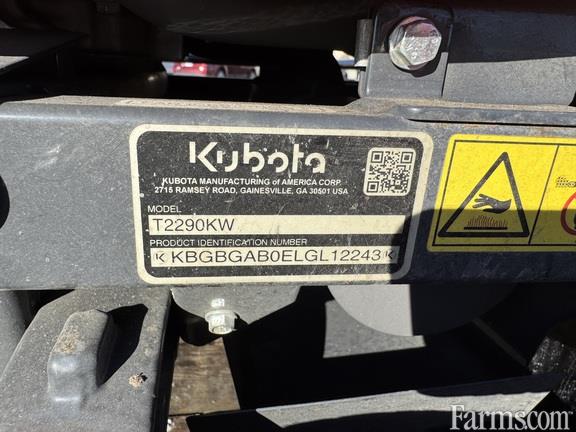 Kubota
KUBOTA MANUFACTURING of AMERICA CORP.
2715 RAMSEY ROAD, GAINESVILLE, GA 30501 USA
MODEL
T2290KW
PRODUCT IDENTIFICATION NUMBER
KBGBGAB0ELGL12243
Farms.com